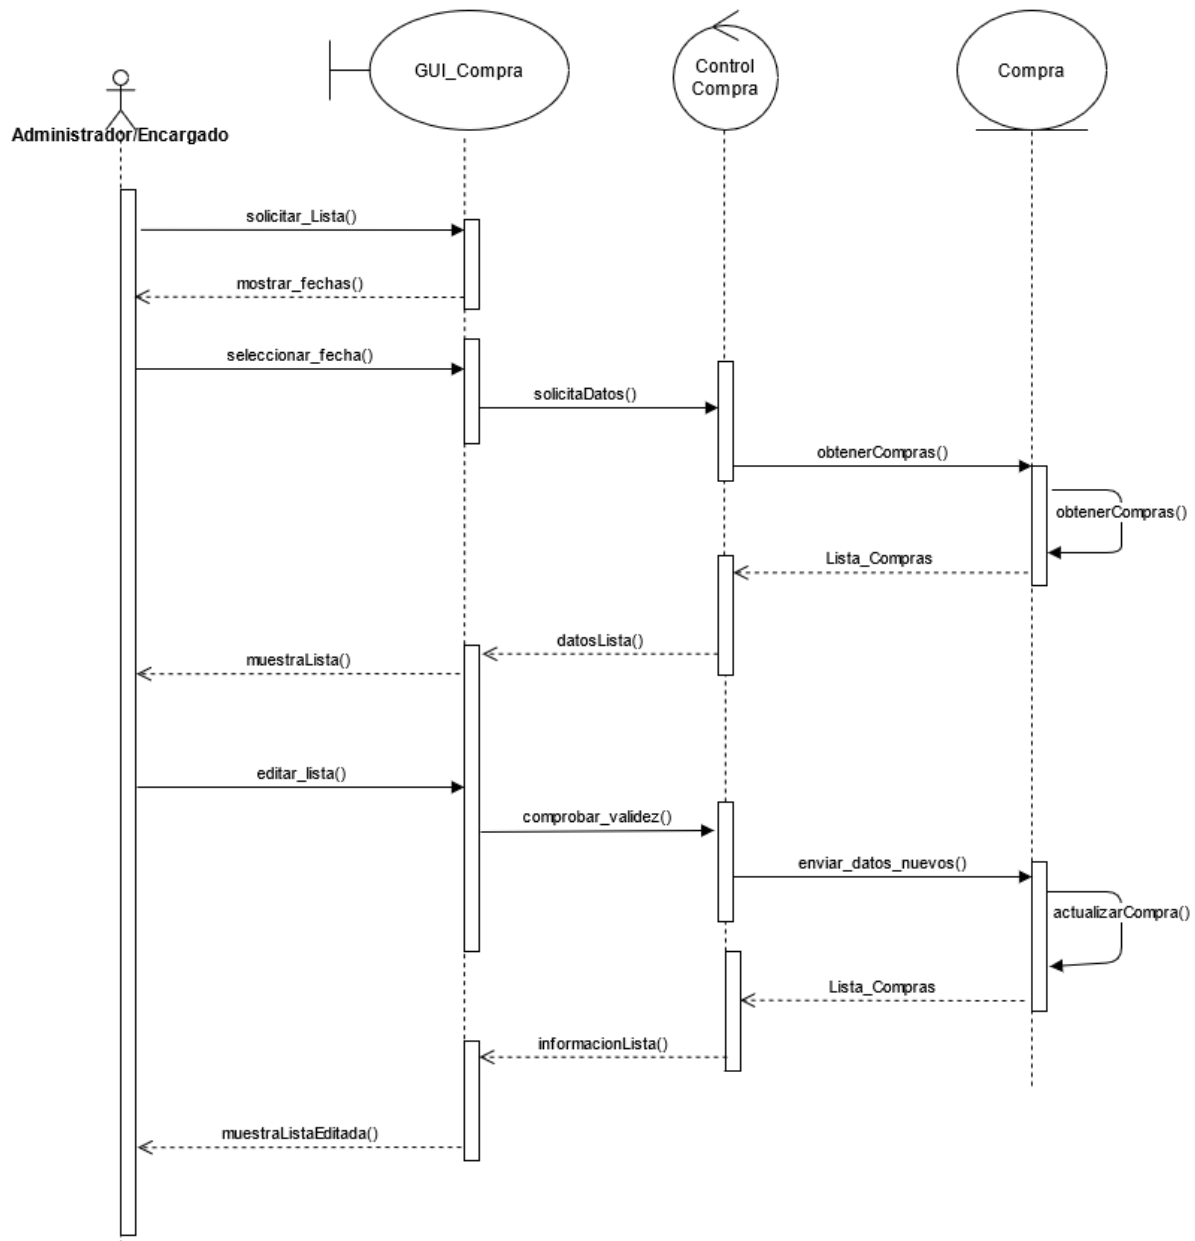 GUI_Compra
Control
Compra
Compra
Administrador/Encargado
solicitar_Lista()
mostrar_fechas()
seleccionar_fecha()
solicitaDatos()
obtenerCompras()
obtenerCompras()
Lista_Compras
datosLista()
muestraLista()
editar_lista()
comprobar_validez()
enviar_datos_nuevos()
actualizarCompra()
Lista_Compras
informacionLista()
muestraListaEditada()